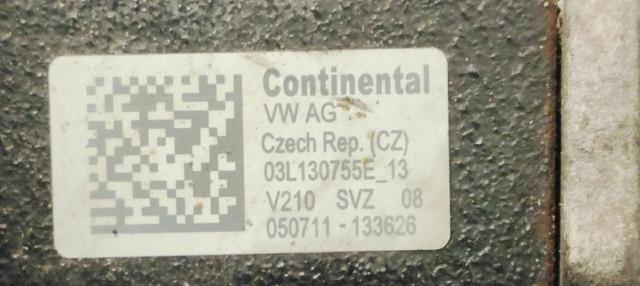 Continental
VW AG
Czech Rep. (CZ)
03L130755E_13
V210 SVZ 08
050711-133626